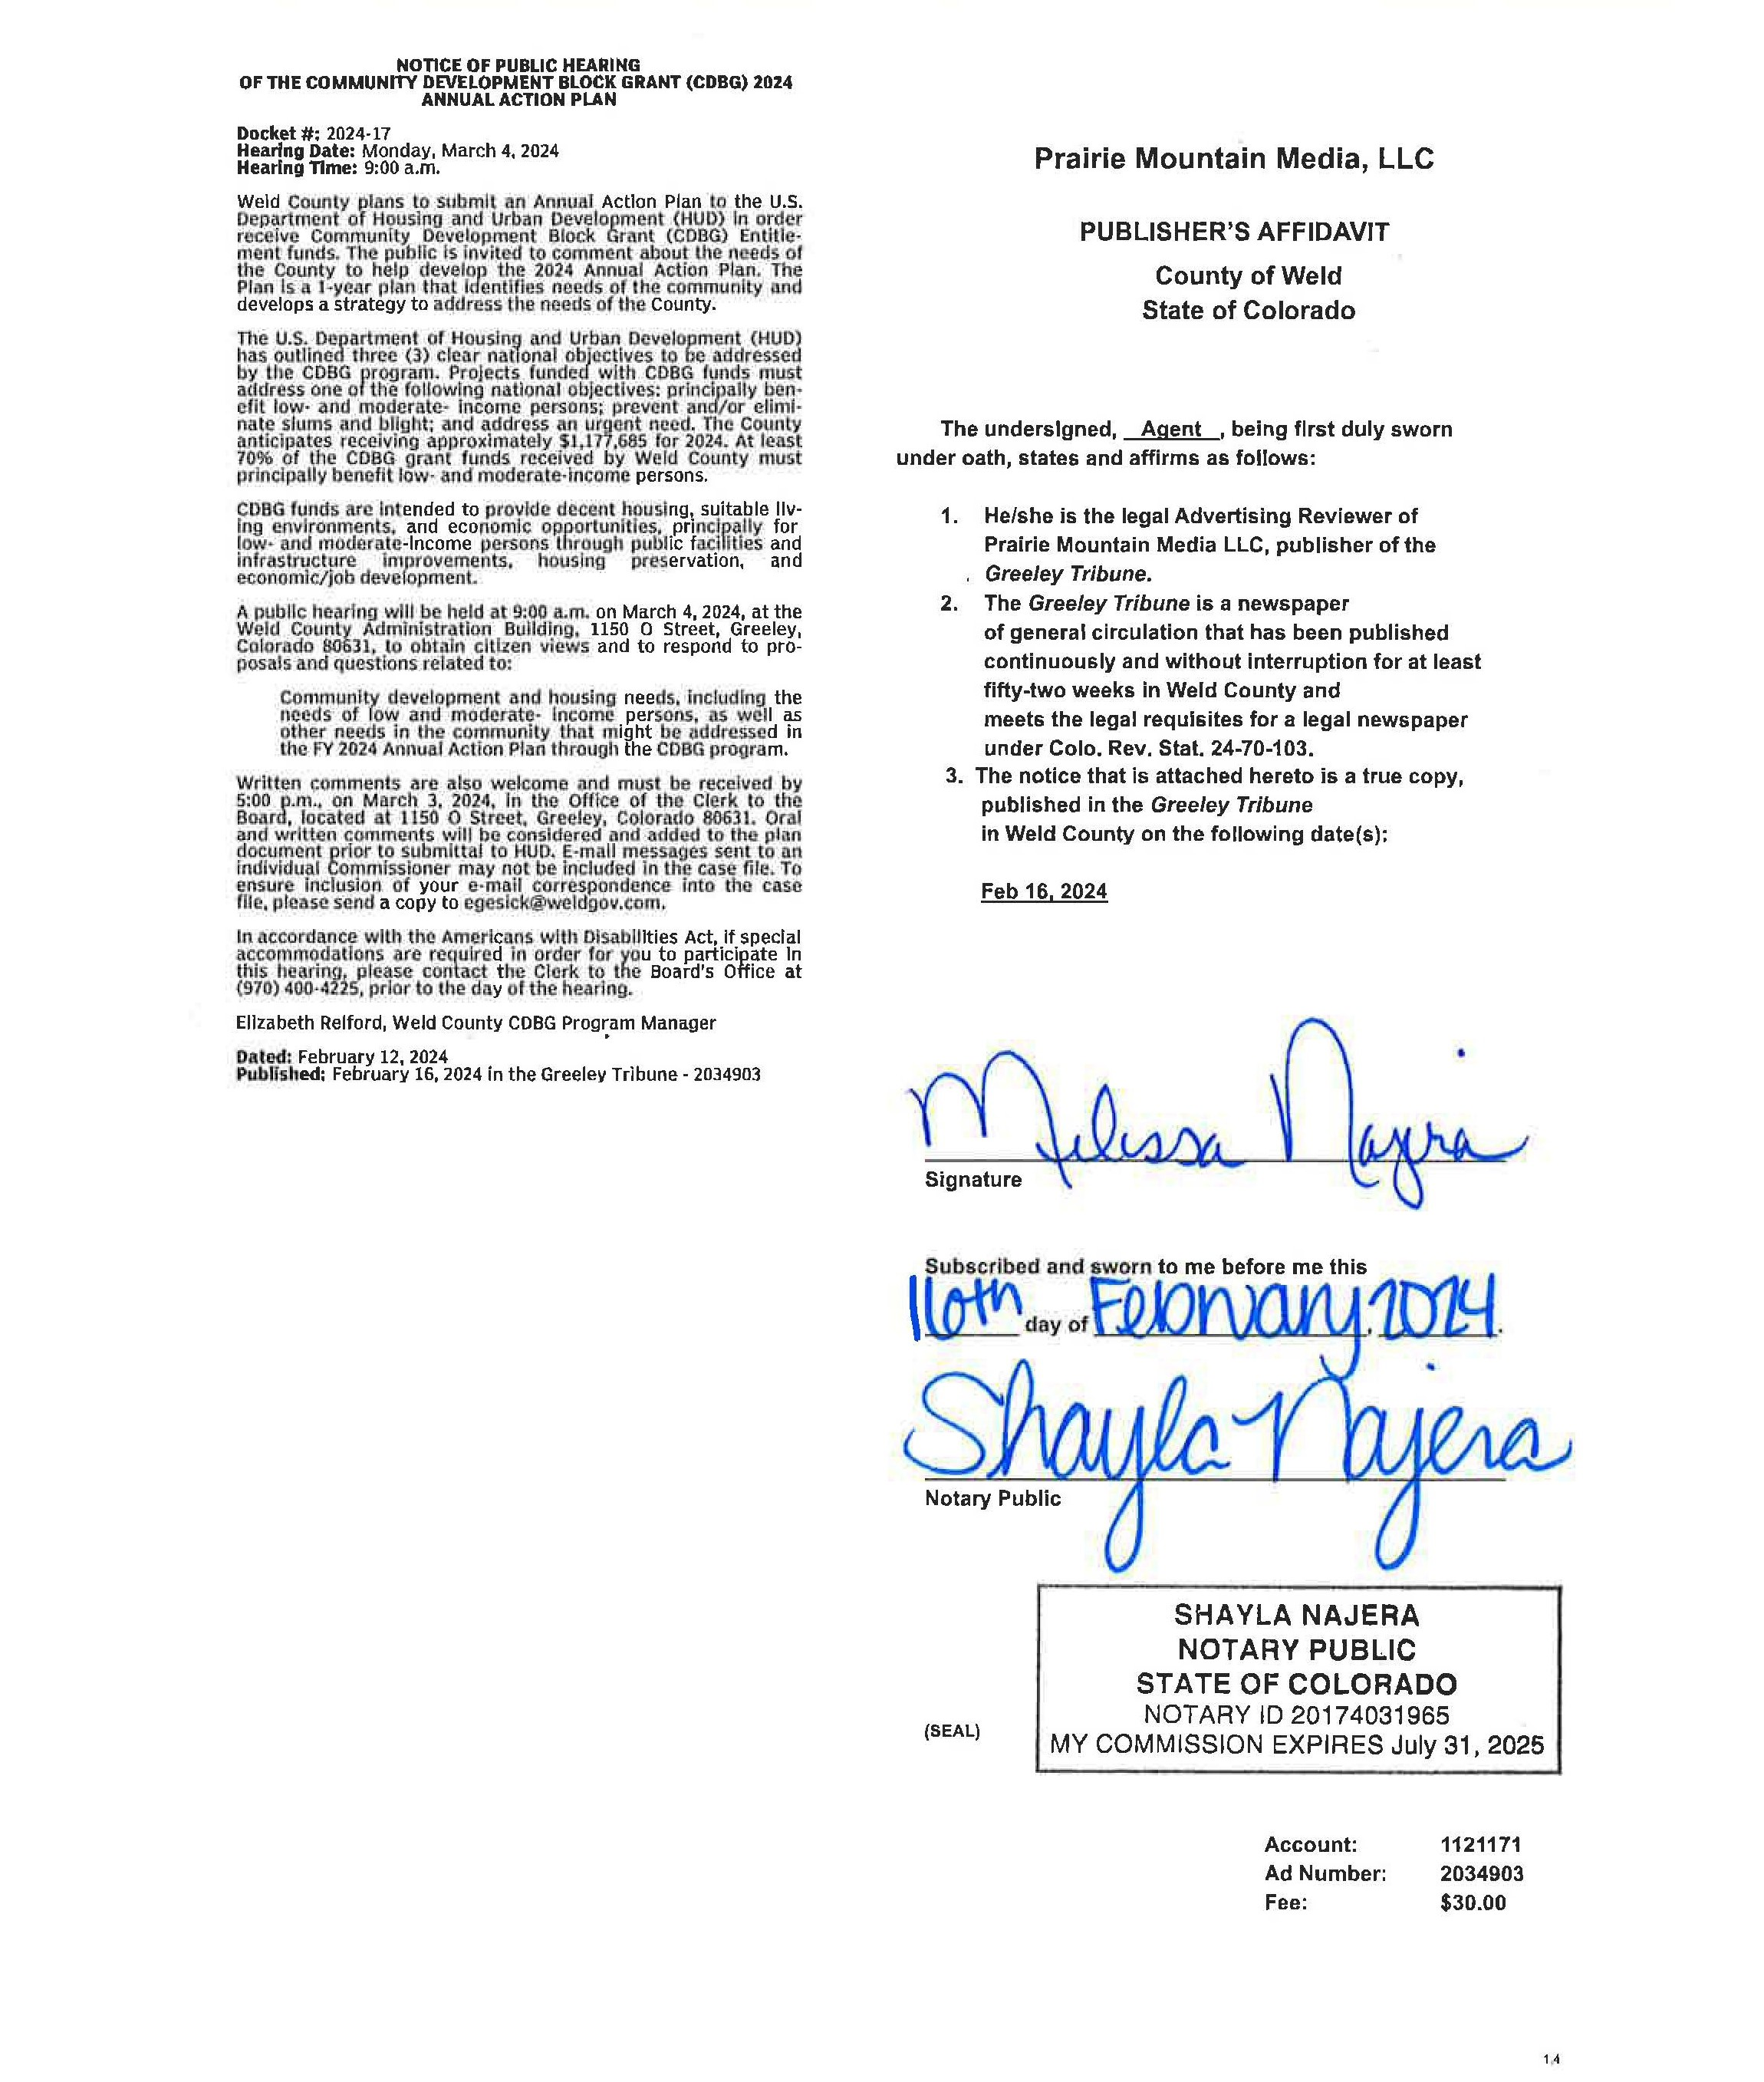 NOTICE OF PUBLIC HEARING
OF THE COMMUNITY DEVELOPMENT BLOCK GRANT (CDBG) 2024
ANNUAL ACTION PLAN
Docket #: 2024-17
Hearing Date: Monday, March 4, 2024
Hearing Time: 9:00 a.m.
Weld County plans to submit an Annual Action Plan to the U.S.
Department of Housing and Urban Development (HUD) in order
receive Community Development Block Grant (CDBG) Entitle-
ment funds. The public is invited to comment about the needs of
the County to help develop the 2024 Annual Action Plan. The
Plan is a 1-year plan that identifies needs of the community and
develops a strategy to address the needs of the County.
The U.S. Department of Housing and Urban Development (HUD)
has outlined three (3) clear national objectives to be addressed
by the CDBG program. Projects funded with CDBG funds must
address one of the following national objectives: principally ben-
efit low- and moderate- income persons; prevent and/or elimi-
nate slums and blight; and address an urgent need. The County
anticipates receiving approximately $1,177,685 for 2024. At least
70% of the CDBG grant funds received by Weld County must
principally benefit low- and moderate-income persons.
CDBG funds are intended to provide decent housing, suitable liv-
ing environments, and economic opportunities, principally for
low- and moderate-income persons through public facilities and
infrastructure improvements, housing preservation, and
economic/job development.
A public hearing will be held at 9:00 a.m. on March 4, 2024, at the
Weld County Administration Building, 1150 O Street, Greeley,
Colorado 80631, to obtain citizen views and to respond to pro-
posals and questions related to:
Community development and housing needs, including the
needs of low and moderate- income persons, as well as
other needs in the community that might be addressed in
the FY 2024 Annual Action Plan through the CDBG program.
Written comments are also welcome and must be received by
5:00 p.m., on March 3, 2024, in the Office of the Clerk to the
Board, located at 1150 O Street, Greeley, Colorado 80631. Oral
and written comments will be considered and added to the plan
document prior to submittal to HUD. E-mail messages sent to an
individual Commissioner may not be included in the case file. To
ensure inclusion of your e-mail correspondence into the case
file, please send a copy to egesick@weldgov.com.
In accordance with the Americans with Disabilities Act, if special
accommodations are required in order for you to participate in
this hearing, please contact the Clerk to the Board's Office at
(970) 400-4225, prior to the day of the hearing.
Elizabeth Relford, Weld County CDBG Program Manager
Dated: February 12, 2024
Published: February 16, 2024 in the Greeley Tribune - 2034903
Prairie Mountain Media, LLC
PUBLISHER'S AFFIDAVIT
County of Weld
State of Colorado
The undersigned, Agent , being first duly sworn
under oath, states and affirms as follows:
1. He/she is the legal Advertising Reviewer of
Prairie Mountain Media LLC, publisher of the
Greeley Tribune.
2. The Greeley Tribune is a newspaper
of general circulation that has been published
continuously and without interruption for at least
fifty-two weeks in Weld County and
meets the legal requisites for a legal newspaper
under Colo. Rev. Stat. 24-70-103.
3. The notice that is attached hereto is a true copy,
published in the Greeley Tribune
in Weld County on the following date(s):
Feb 16, 2024
Melissa Najera
Signature
Subscribed and sworn to me before me this
16th day of February, 2024.
Shayla Najera
Notary Public
SHAYLA NAJERA
NOTARY PUBLIC
STATE OF COLORADO
NOTARY ID 20174031965
MY COMMISSION EXPIRES July 31, 2025
(SEAL)
Account: 1121171
Ad Number: 2034903
Fee: $30.00
14